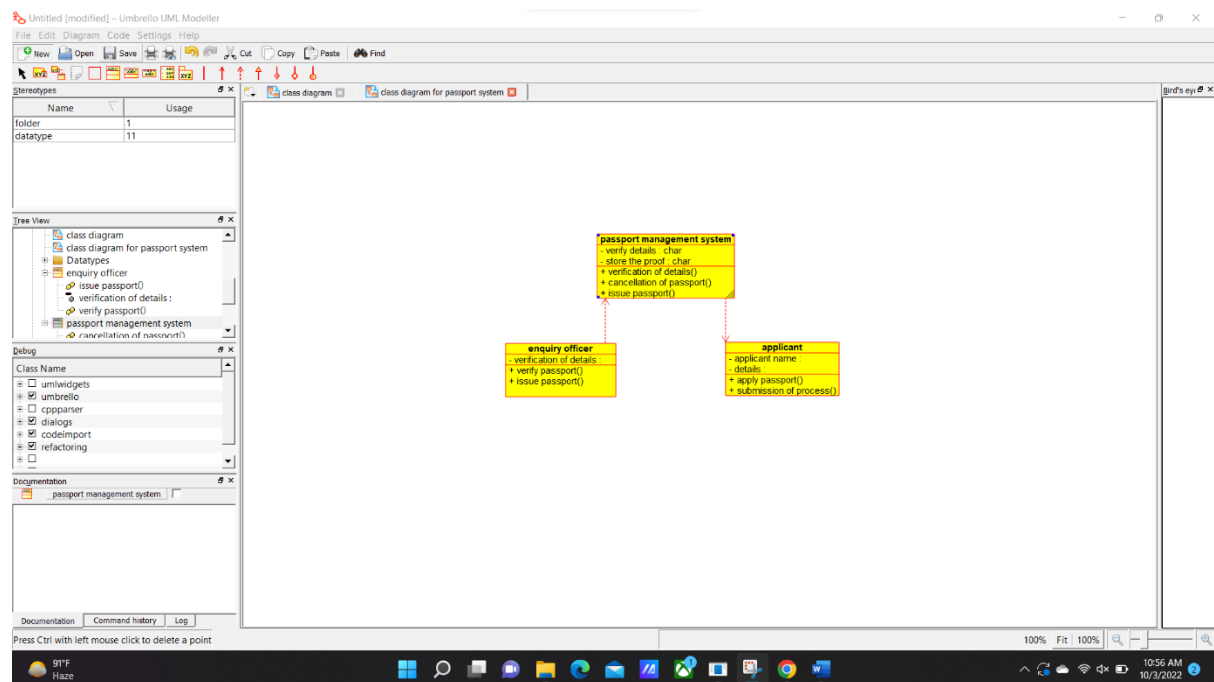 Untitled [modified] – Umbrello UML Modeller
File Edit Diagram Code Settings Help
New Open Save Cut Copy Paste Find
Stereotypes
Name Usage
folder 1
datatype 11
Tree View
class diagram
class diagram for passport system
Datatypes
enquiry officer
issue passport()
verification of details :
verify passport()
passport management system
cancellation of passport()
Debug
Class Name
umlwidgets
umbrello
cppparser
dialogs
codeimport
refactoring
Documentation
passport management system
Documentation Command history Log
Press Ctrl with left mouse click to delete a point
class diagram class diagram for passport system
passport management system
- verify details : char
- store the proof : char
+ verification of details()
+ cancellation of passport()
+ issue passport()
enquiry officer
- verification of details :
+ verify passport()
+ issue passport()
applicant
- applicant name :
- details :
+ apply passport()
+ submission of process()
Bird's eye
100% Fit 100%
91°F
Haze
10:56 AM
10/3/2022
2